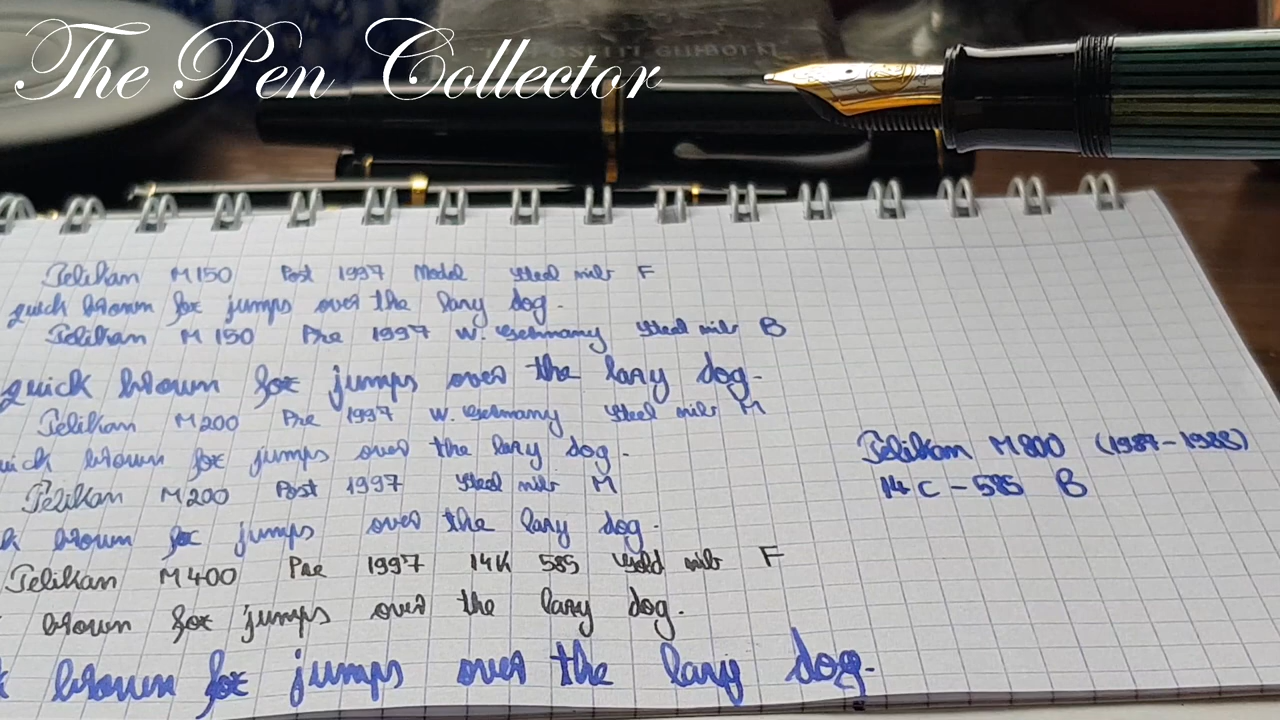 The Pen Collector
Pelikan M150 Post 1997 Model Steel nib F
quick brown fox jumps over the lazy dog.
Pelikan M150 Pre 1997 W. Germany Steel nib B
quick brown fox jumps over the lazy dog.
Pelikan M200 Pre 1997 W. Germany Steel nib M
uick brown fox jumps over the lazy dog.
Pelikan M200 Post 1997 Steel nib M
k brown fox jumps over the lazy dog.
Pelikan M400 Pre 1997 14K 585 Gold nib F
brown fox jumps over the lazy dog.
k brown fox jumps over the lazy dog.
Pelikan M800 (1987-1988)
14C-585 B